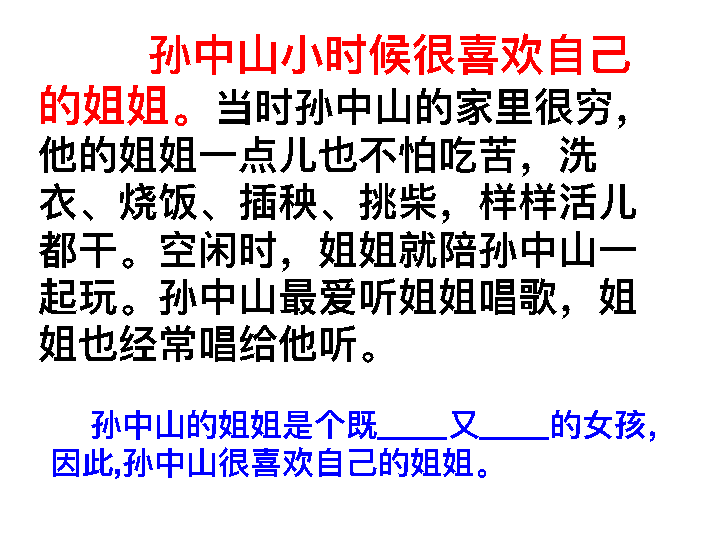 孙中山小时候很喜欢自己
的姐姐。当时孙中山的家里很穷，
他的姐姐一点儿也不怕吃苦，洗
衣、烧饭、插秧、挑柴，样样活儿
都干。空闲时，姐姐就陪孙中山一
起玩。孙中山最爱听姐姐唱歌，姐
姐也经常唱给他听。
孙中山的姐姐是个既____又____的女孩，
因此,孙中山很喜欢自己的姐姐。